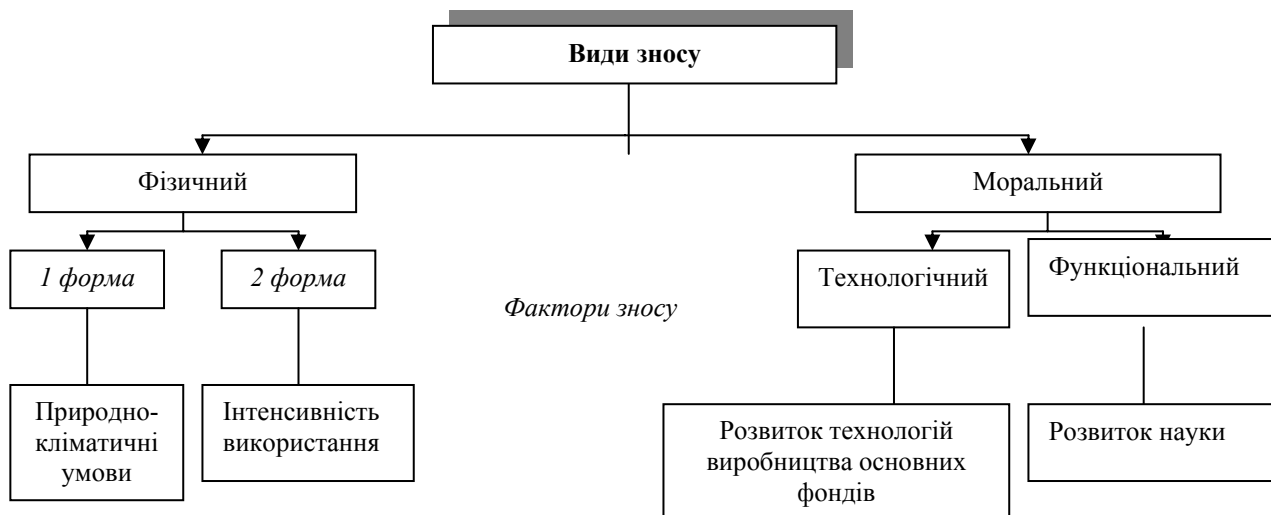 Види зносу
Фізичний
Моральний
1 форма
2 форма
Технологічний
Функціональний
Фактори зносу
Природно-
кліматичні
умови
Інтенсивність
використання
Розвиток технологій
виробництва основних
фондів
Розвиток науки